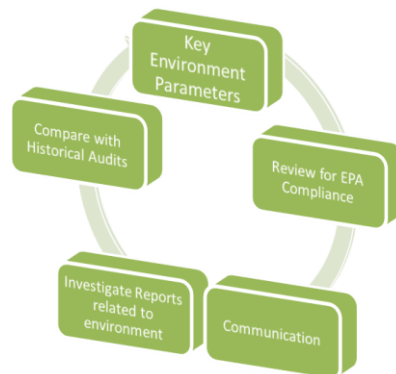 Key
Environment
Parameters
Review for EPA
Compliance
Communication
Investigate Reports
related to
environment
Compare with
Historical Audits